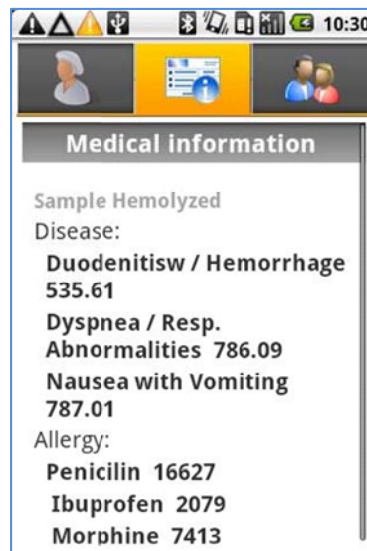 10:30
Medical information
Sample Hemolyzed
Disease:
Duodenitisw / Hemorrhage
535.61
Dyspnea / Resp.
Abnormalities 786.09
Nausea with Vomiting
787.01
Allergy:
Penicilin 16627
Ibuprofen 2079
Morphine 7413